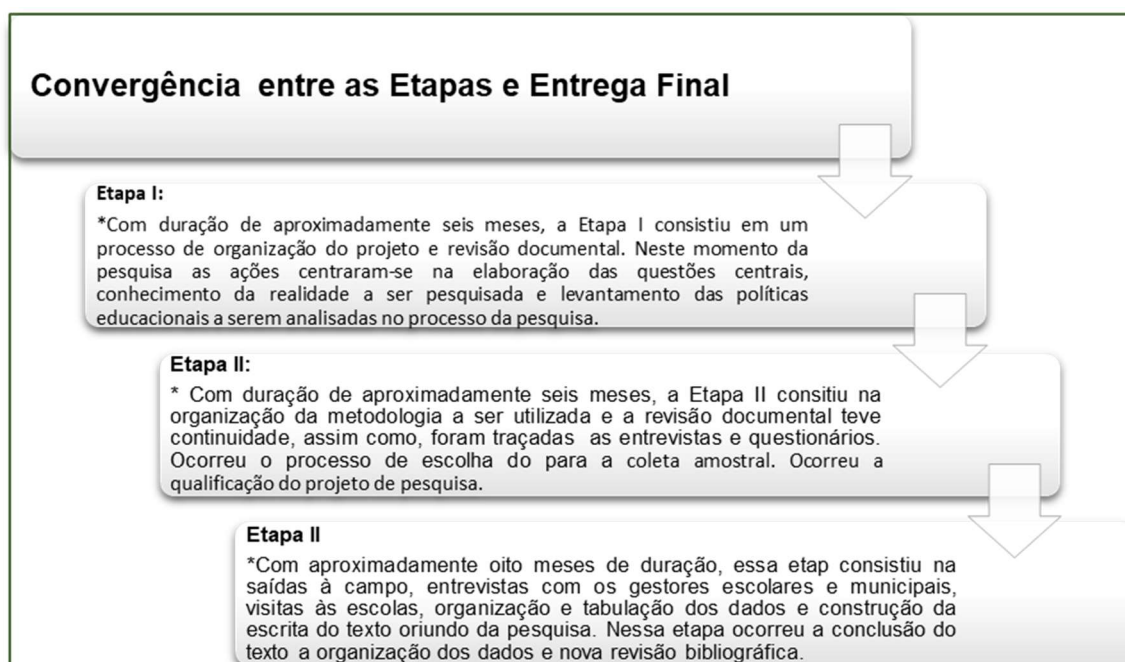 Convergência entre as Etapas e Entrega Final
Etapa I:
*Com duração de aproximadamente seis meses, a Etapa I consistiu em um
processo de organização do projeto e revisão documental. Neste momento da
pesquisa as ações centraram-se na elaboração das questões centrais,
conhecimento da realidade a ser pesquisada e levantamento das políticas
educacionais a serem analisadas no processo da pesquisa.
Etapa II:
* Com duração de aproximadamente seis meses, a Etapa II consitiu na
organização da metodologia a ser utilizada e a revisão documental teve
continuidade, assim como, foram traçadas as entrevistas e questionários.
Ocorreu o processo de escolha do para a coleta amostral. Ocorreu a
qualificação do projeto de pesquisa.
Etapa II
*Com aproximadamente oito meses de duração, essa etap consistiu na
saídas à campo, entrevistas com os gestores escolares e municipais,
visitas às escolas, organização e tabulação dos dados e construção da
escrita do texto oriundo da pesquisa. Nessa etapa ocorreu a conclusão do
texto a organização dos dados e nova revisão bibliográfica.